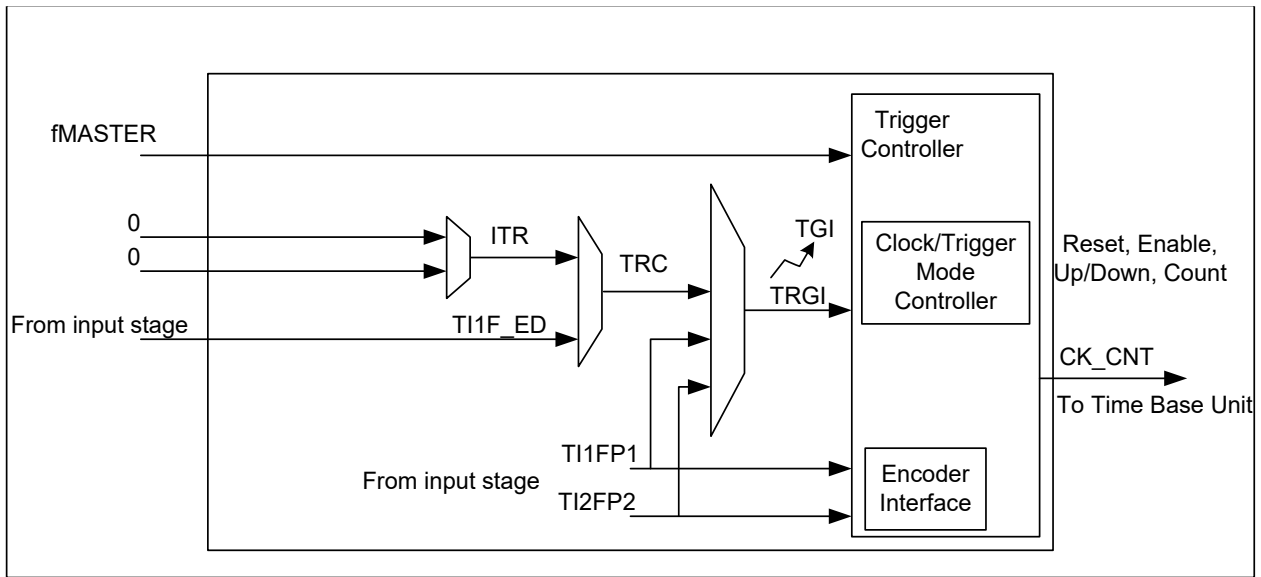 fMASTER
Trigger
Controller
0
0
ITR
TRC
TGI
TRGI
Clock/Trigger
Mode
Controller
Reset, Enable,
Up/Down, Count
From input stage
TI1F_ED
CK_CNT
To Time Base Unit
TI1FP1
From input stage
TI2FP2
Encoder
Interface